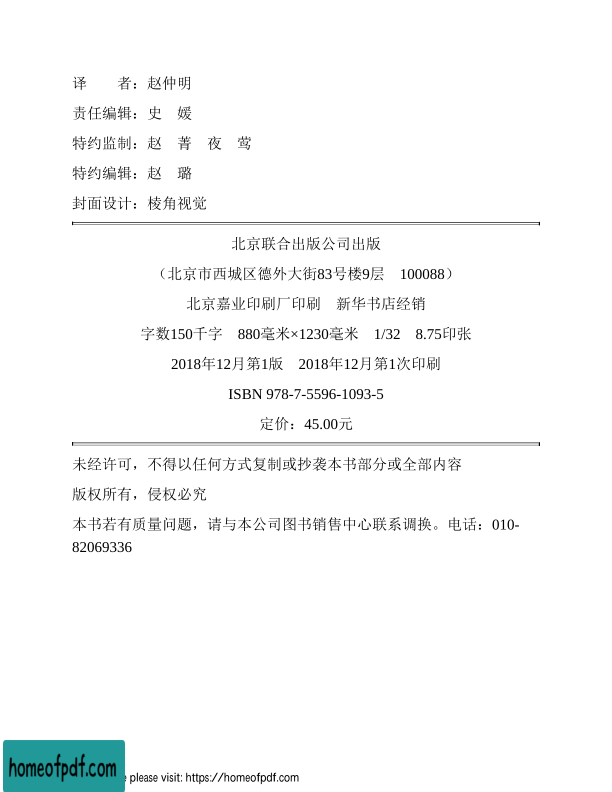 译　　者：赵仲明
责任编辑：史　媛
特约监制：赵　菁　夜　莺
特约编辑：赵　璐
封面设计：棱角视觉
北京联合出版公司出版
（北京市西城区德外大街83号楼9层　100088）
北京嘉业印刷厂印刷　新华书店经销
字数150千字　880毫米×1230毫米　1/32　8.75印张
2018年12月第1版　2018年12月第1次印刷
ISBN 978-7-5596-1093-5
定价：45.00元
未经许可，不得以任何方式复制或抄袭本书部分或全部内容
版权所有，侵权必究
本书若有质量问题，请与本公司图书销售中心联系调换。电话：010-
82069336
homeofpdf.com
please visit: https://homeofpdf.com